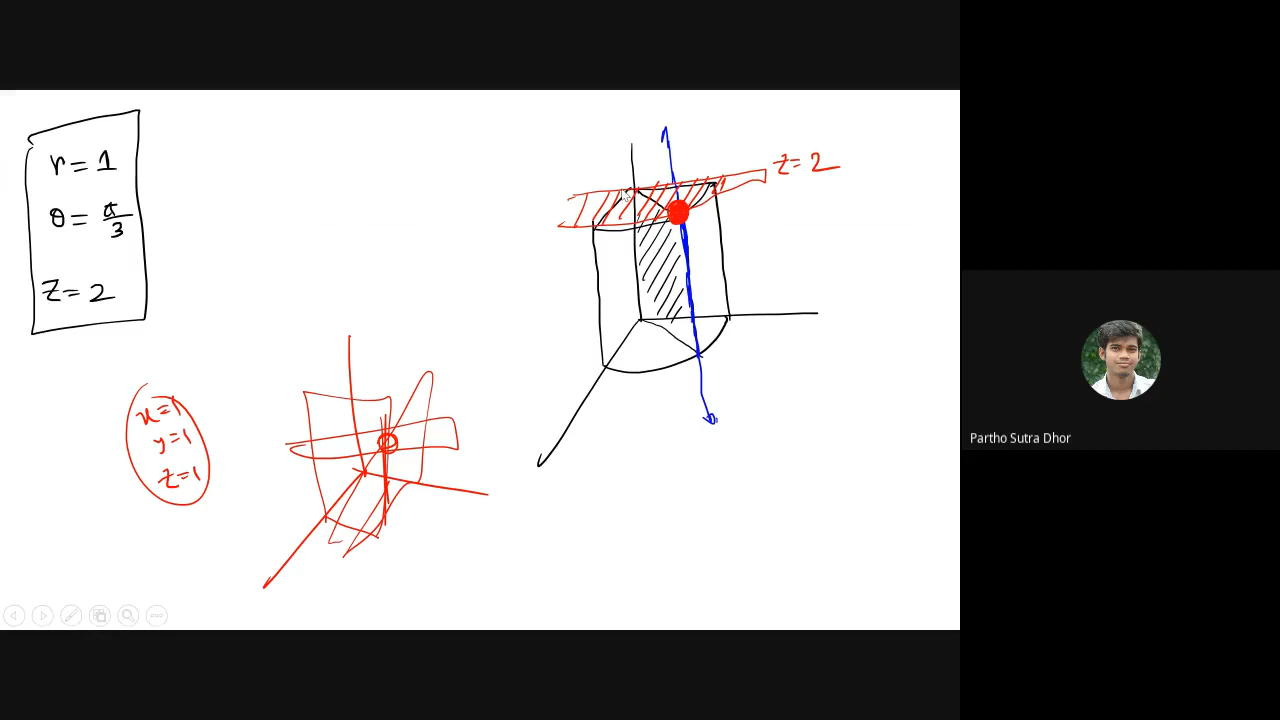 r = 1
θ = π/3
z = 2
z = 2
x = 1
y = 1
z = 1
Partho Sutra Dhor